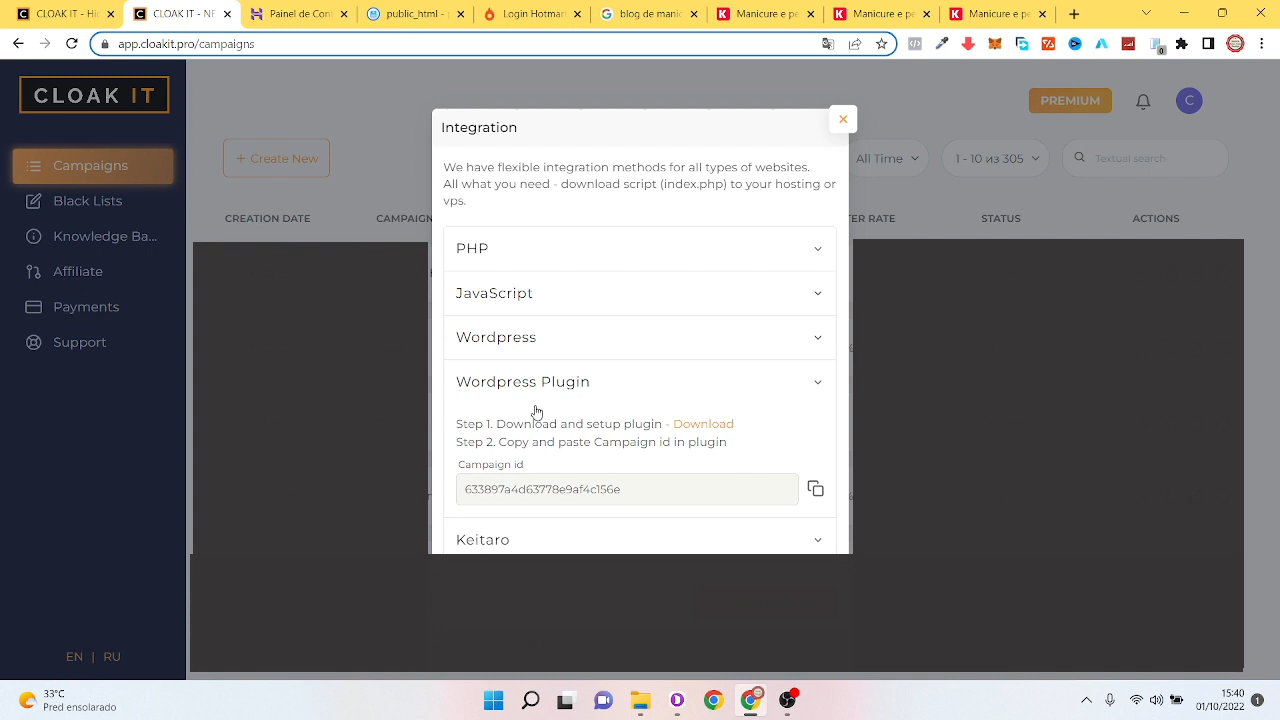 CLOAK IT
CLOAK IT - NE
Painel de Con
public_html -
Login Hotmar
blog de manic
Manicure e pe
Manicure e pe
Manicure e pe
app.cloakit.pro/campaigns
CLOAK IT
PREMIUM
C
Integration
+ Create New
All Time
1 - 10 из 305
Textual search
Campaigns
We have flexible integration methods for all types of websites.
All what you need - download script (index.php) to your hosting or
vps.
Black Lists
CREATION DATE
CAMPAIGN
TER RATE
STATUS
ACTIONS
Knowledge Ba...
PHP
Affiliate
JavaScript
Payments
Wordpress
Support
Wordpress Plugin
Step 1. Download and setup plugin - Download
Step 2. Copy and paste Campaign id in plugin
Campaign id
633897a4d63778e9af4c156e
Keitaro
EN | RU
33°C
Pred ensolarado
15:40
01/10/2022
1